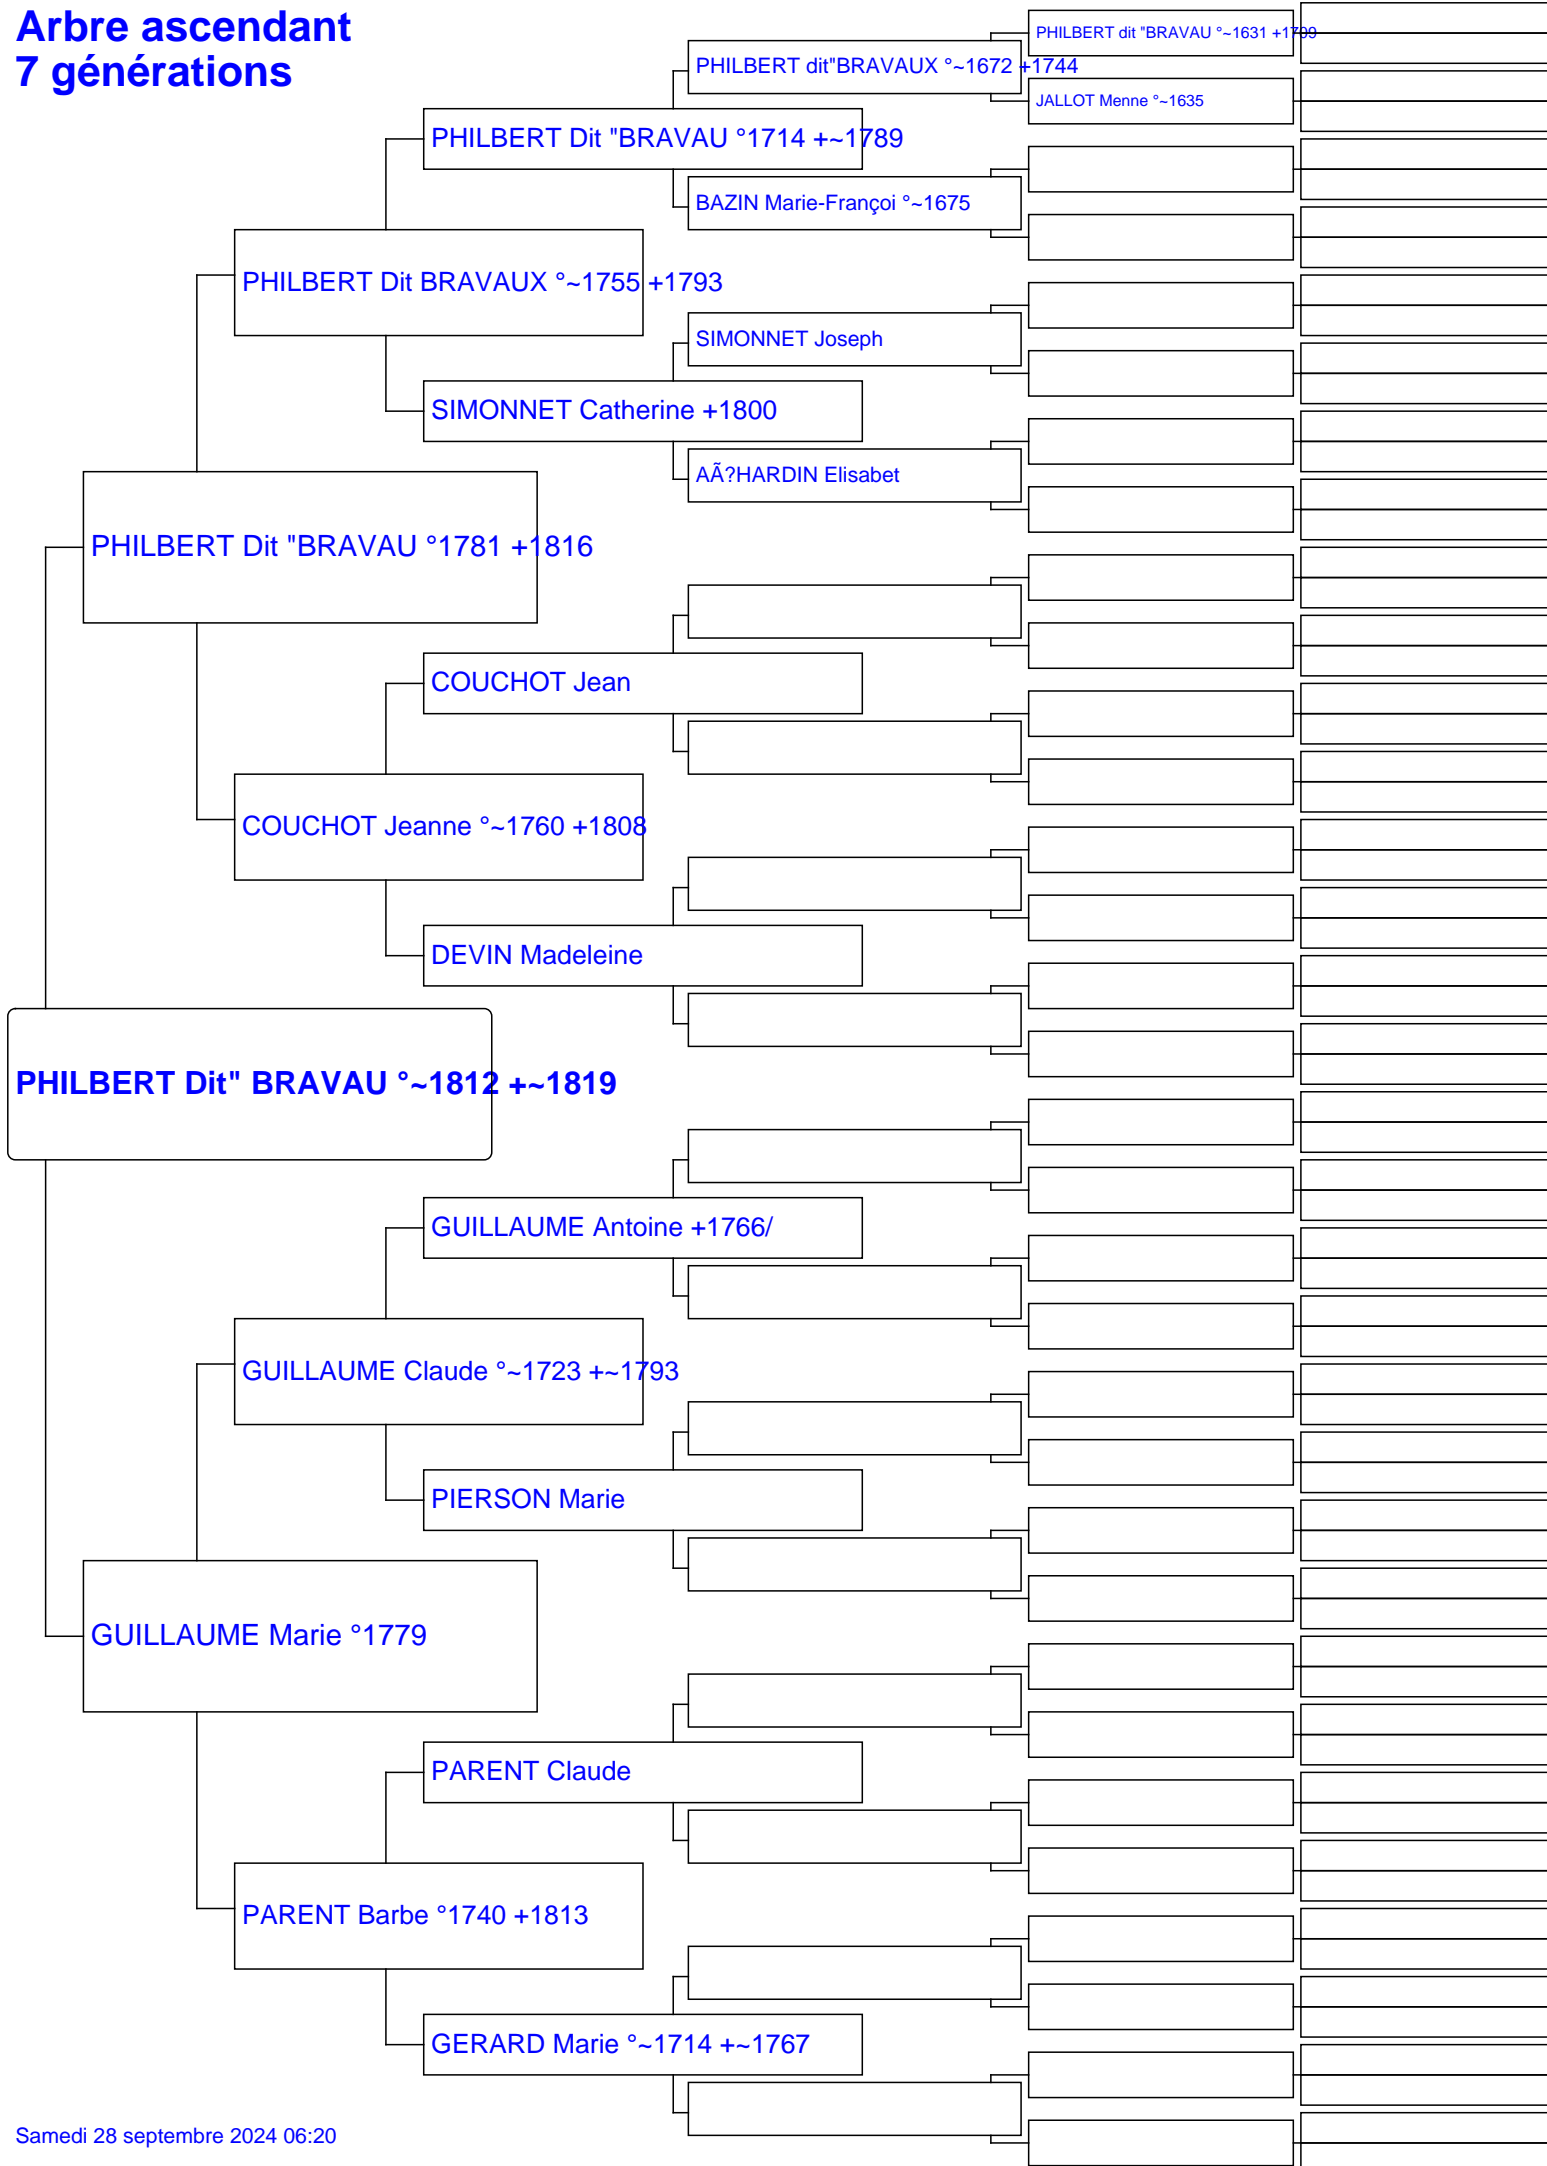 Arbre ascendant
7 générations
PHILBERT dit "BRAVAU °~1631 +1709
PHILBERT dit"BRAVAUX °~1672 +1744
JALLOT Menne °~1635
PHILBERT Dit "BRAVAU °1714 +~1789
BAZIN Marie-Françoi °~1675
PHILBERT Dit BRAVAUX °~1755 +1793
SIMONNET Joseph
SIMONNET Catherine +1800
AÃ?HARDIN Elisabet
PHILBERT Dit "BRAVAU °1781 +1816
COUCHOT Jean
COUCHOT Jeanne °~1760 +1808
DEVIN Madeleine
PHILBERT Dit" BRAVAU °~1812 +~1819
GUILLAUME Antoine +1766/
GUILLAUME Claude °~1723 +~1793
PIERSON Marie
GUILLAUME Marie °1779
PARENT Claude
PARENT Barbe °1740 +1813
GERARD Marie °~1714 +~1767
Samedi 28 septembre 2024 06:20